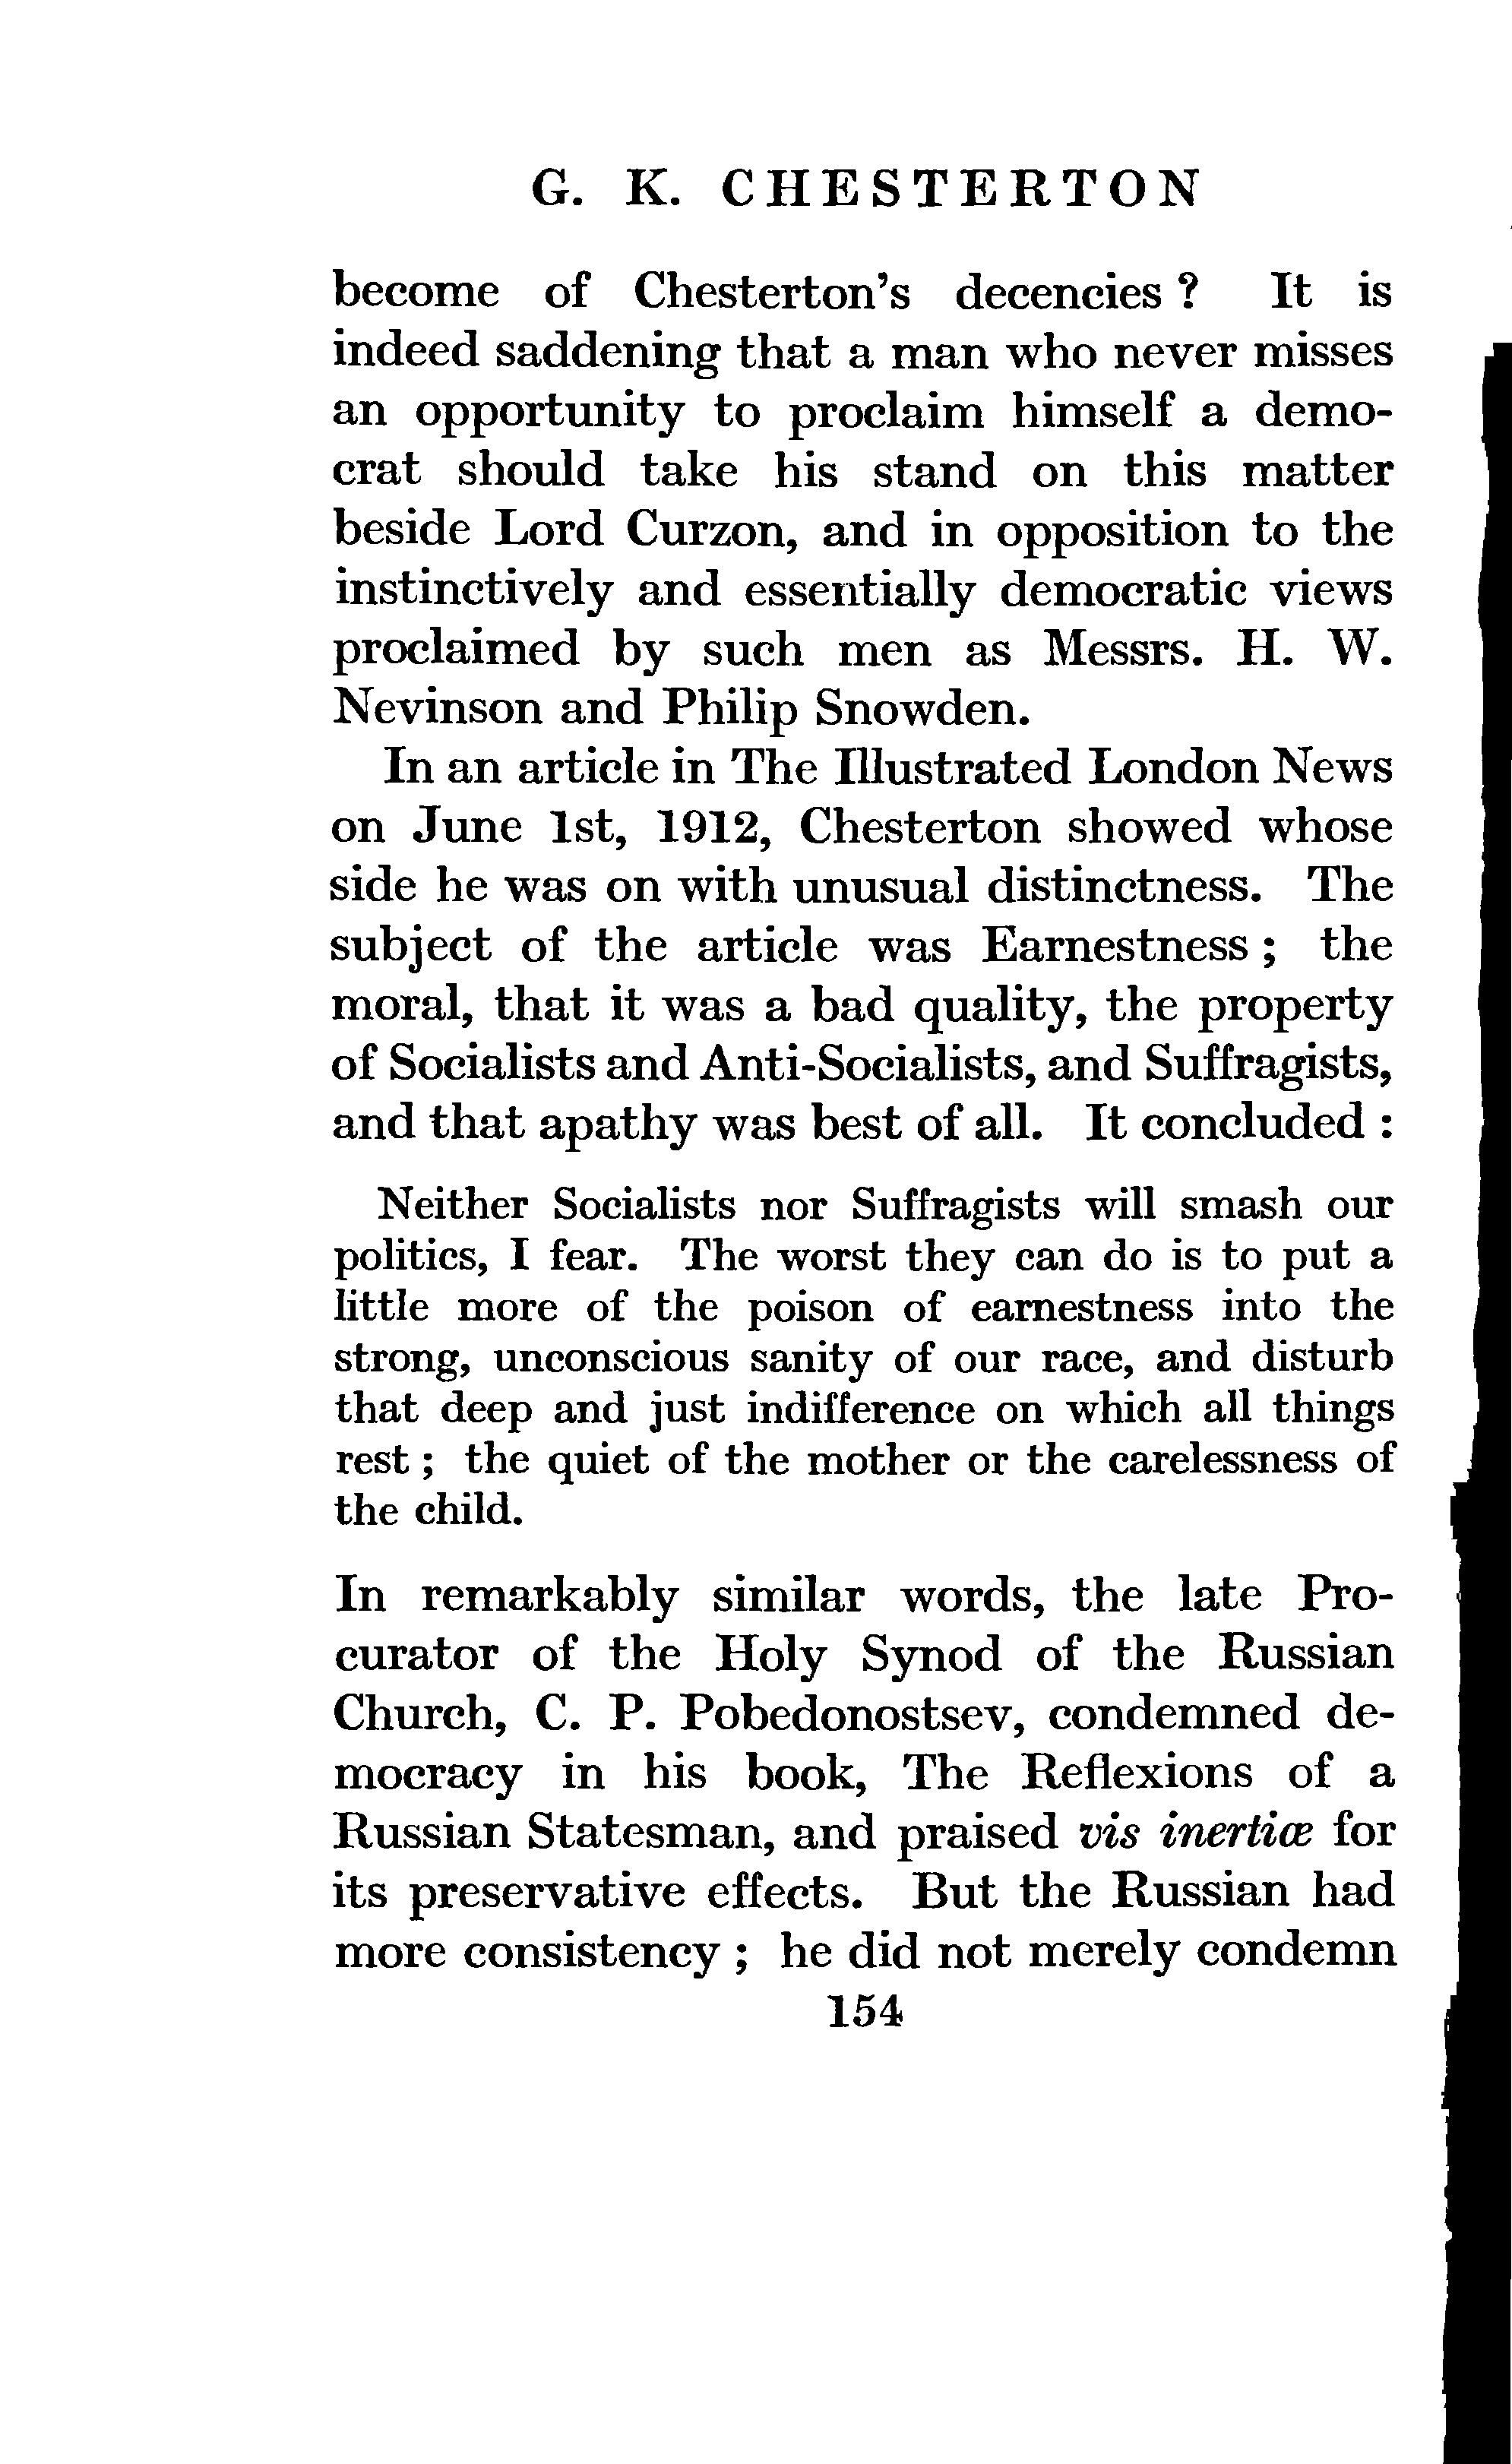 G. K. CHESTERTON
become of Chesterton's decencies ? It is
indeed saddening that a man who never misses
an opportunity to proclaim himself a demo-
crat should take his stand on this matter
beside Lord Curzon, and in opposition to the
instinctively and essentially democratic views
proclaimed by such men as Messrs. H. W.
Nevinson and Philip Snowden.
In an article in The Illustrated London News
on June 1st, 1912, Chesterton showed whose
side he was on with unusual distinctness. The
subject of the article was Earnestness ; the
moral, that it was a bad quality, the property
of Socialists and Anti-Socialists, and Suffragists,
and that apathy was best of all. It concluded :
Neither Socialists nor Suffragists will smash our
politics, I fear. The worst they can do is to put a
little more of the poison of earnestness into the
strong, unconscious sanity of our race, and disturb
that deep and just indifference on which all things
rest ; the quiet of the mother or the carelessness of
the child.
In remarkably similar words, the late Pro-
curator of the Holy Synod of the Russian
Church, C. P. Pobedonostsev, condemned de-
mocracy in his book, The Reflexions of a
Russian Statesman, and praised vis inertiæ for
its preservative effects. But the Russian had
more consistency ; he did not merely condemn
154